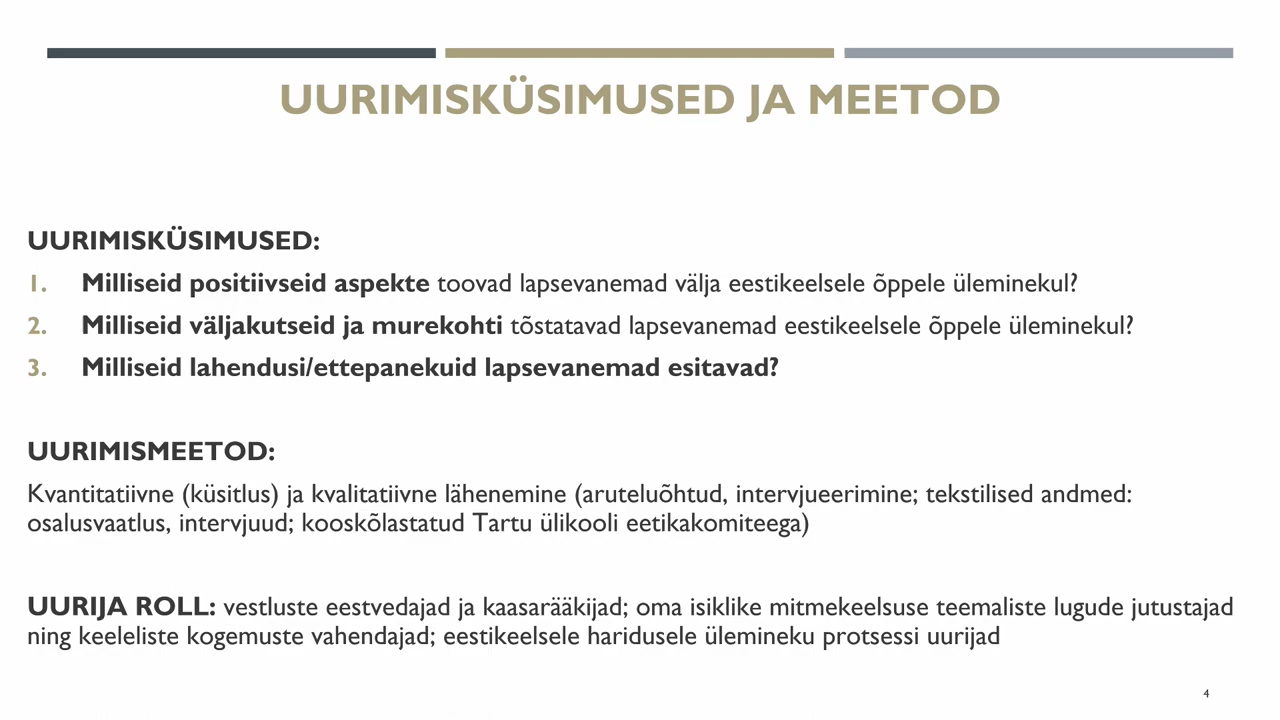 UURIMISKÜSIMUSED JA MEETOD
UURIMISKÜSIMUSED:
1. Milliseid positiivseid aspekte toovad lapsevanemad välja eestikeelsele õppele üleminekul?
2. Milliseid väljakutseid ja murekohti tõstatavad lapsevanemad eestikeelsele õppele üleminekul?
3. Milliseid lahendusi/ettepanekuid lapsevanemad esitavad?
UURIMISMEETOD:
Kvantitatiivne (küsitlus) ja kvalitatiivne lähenemine (aruteluõhtud, intervjueerimine; tekstilised andmed:
osalusvaatlus, intervjuud; kooskõlastatud Tartu ülikooli eetikakomiteega)
UURIJA ROLL: vestluste eestvedajad ja kaasarääkijad; oma isiklike mitmekeelsuse teemaliste lugude jutustajad
ning keeleliste kogemuste vahendajad; eestikeelsele haridusele ülemineku protsessi uurijad
4